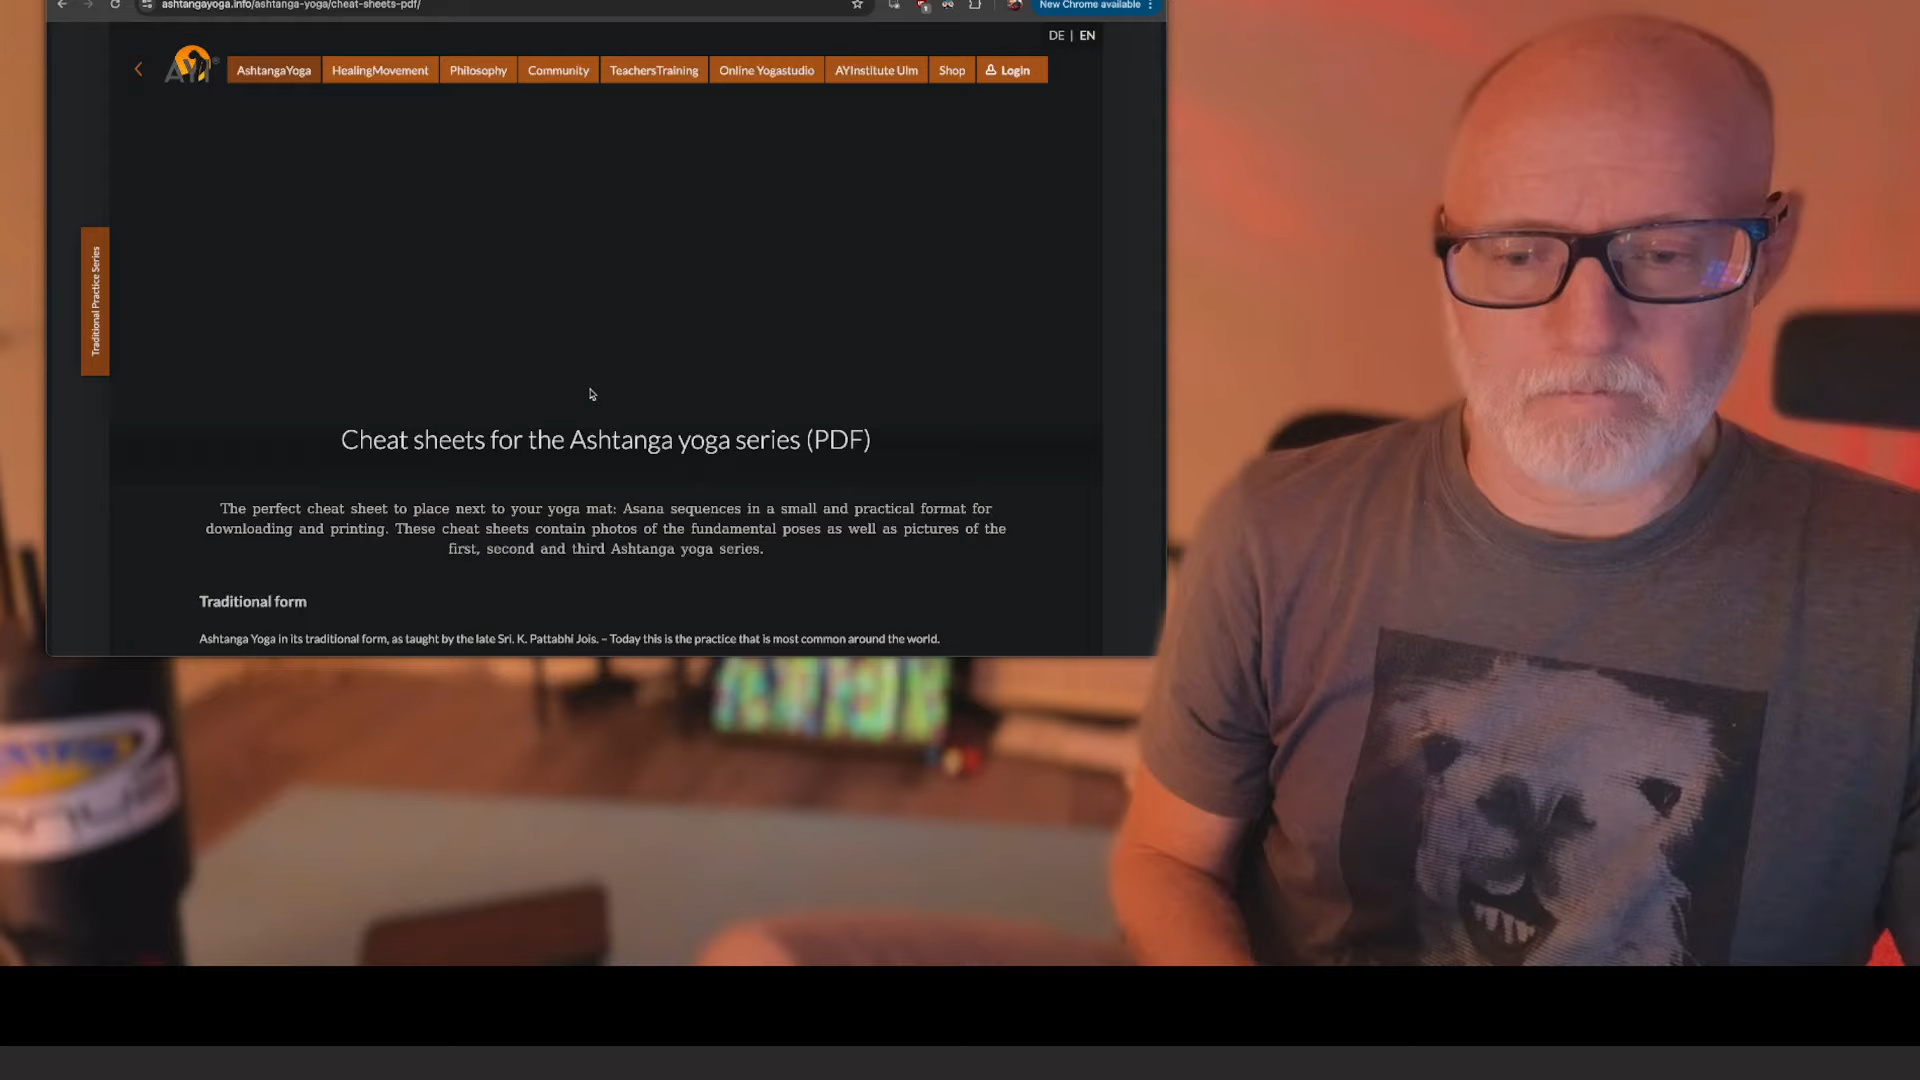 ashtangayoga.info/ashtanga-yoga/cheat-sheets-pdf/
New Chrome available
DE | EN
AYI®
AshtangaYoga
HealingMovement
Philosophy
Community
TeachersTraining
Online Yogastudio
AYInstitute Ulm
Shop
Login
Traditional Practice Series
Cheat sheets for the Ashtanga yoga series (PDF)
The perfect cheat sheet to place next to your yoga mat: Asana sequences in a small and practical format for
downloading and printing. These cheat sheets contain photos of the fundamental poses as well as pictures of the
first, second and third Ashtanga yoga series.
Traditional form
Ashtanga Yoga in its traditional form, as taught by the late Sri. K. Pattabhi Jois. – Today this is the practice that is most common around the world.